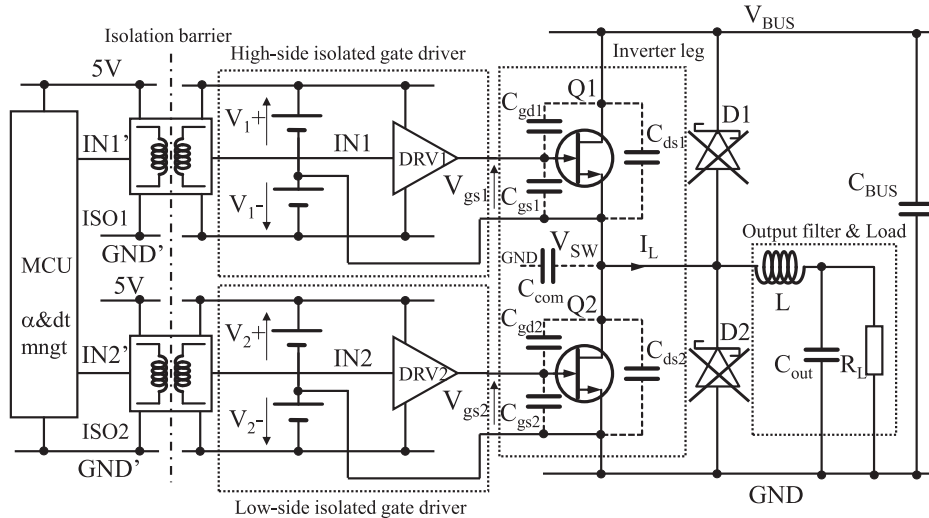 Isolation barrier
High-side isolated gate driver
Inverter leg
V_BUS
5V
MCU
α&dt
mngt
IN1’
ISO1
GND’
V_1+
V_1-
IN1
DRV1
V_gs1
C_gd1
C_gs1
Q1
C_ds1
D1
C_BUS
GND
V_SW
C_com
I_L
Output filter & Load
L
C_out
R_L
5V
IN2’
ISO2
GND’
V_2+
V_2-
IN2
DRV2
V_gs2
C_gd2
C_gs2
Q2
C_ds2
D2
GND
Low-side isolated gate driver